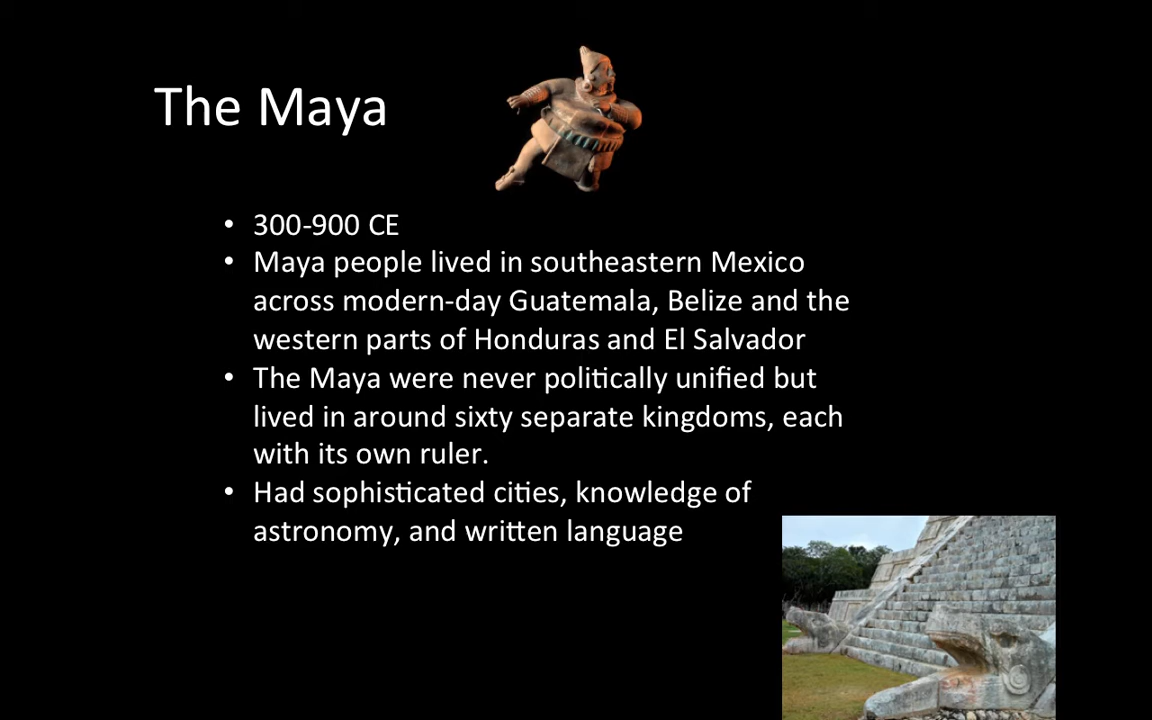 The Maya
• 300-900 CE
• Maya people lived in southeastern Mexico
across modern-day Guatemala, Belize and the
western parts of Honduras and El Salvador
• The Maya were never politically unified but
lived in around sixty separate kingdoms, each
with its own ruler.
• Had sophisticated cities, knowledge of
astronomy, and written language